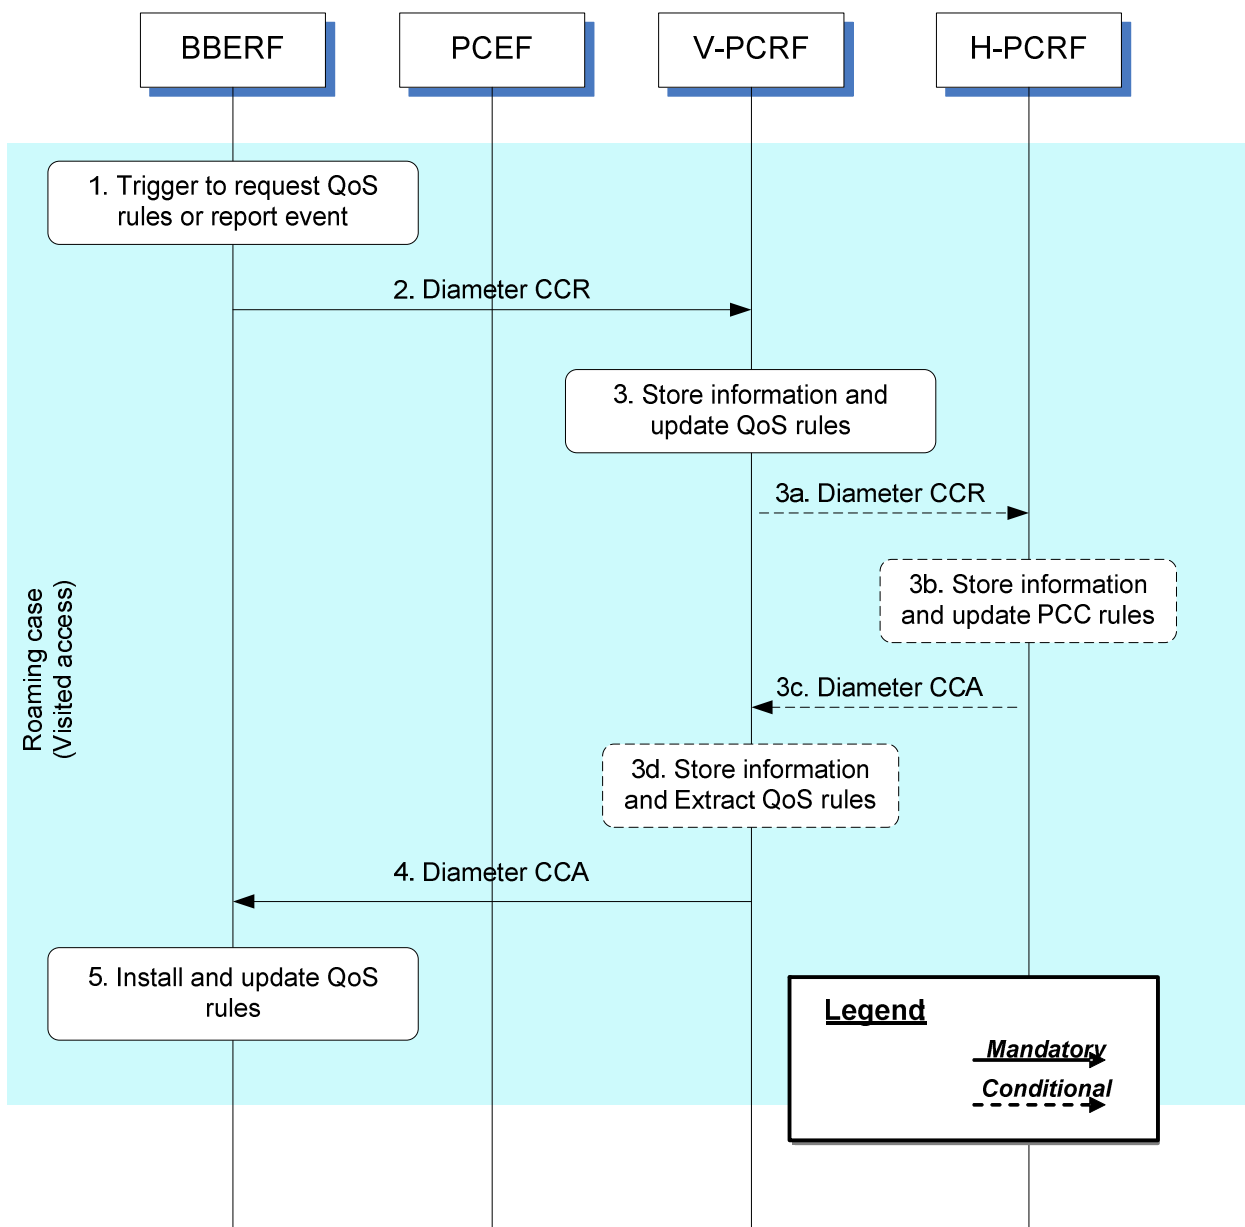 BBERF
PCEF
V-PCRF
H-PCRF
1. Trigger to request QoS
rules or report event
2. Diameter CCR
3. Store information and
update QoS rules
3a. Diameter CCR
3b. Store information
and update PCC rules
3c. Diameter CCA
3d. Store information
and Extract QoS rules
4. Diameter CCA
5. Install and update QoS
rules
Roaming case
(Visited access)
Legend:
Mandatory
Conditional